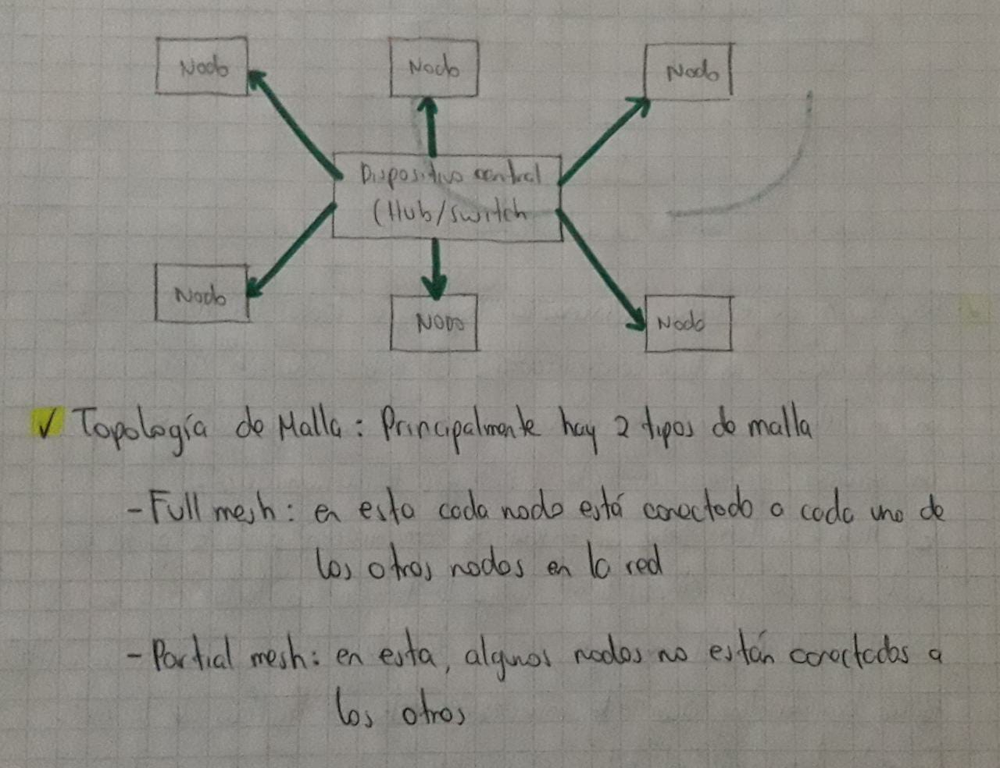 Nodo Nodo Nodo
Dispositivo central
(Hub/switch
Nodo Nodo Nodo
✓ Topología de Malla: Principalmente hay 2 tipos de malla
- Full mesh: en esta cada nodo está conectado a cada uno de
los otros nodos en la red
- Partial mesh: en esta, algunos nodos no están conectados a
los otros